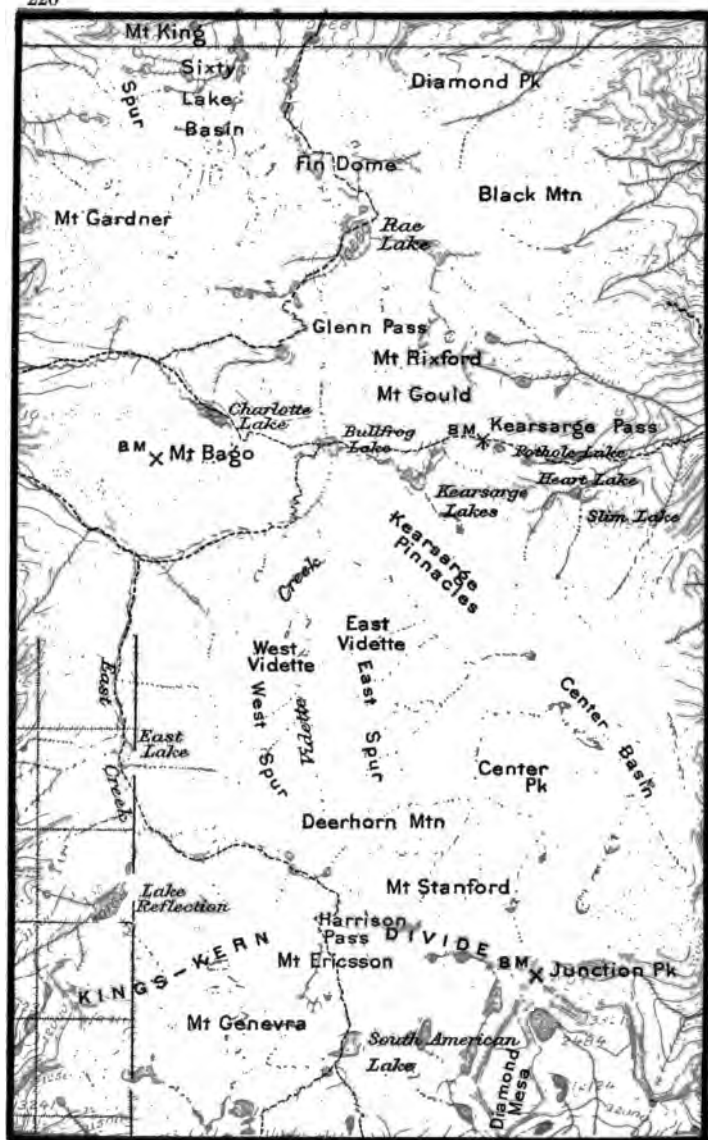 226
Mt King
Sixty
Lake
Basin
Spur
Diamond Pk
Fin Dome
Black Mtn
Mt Gardner
Rae
Lake
Glenn Pass
Mt Rixford
Mt Gould
Charlotte
Lake
BM
Mt Bago
Bullfrog
Lake
BM
Kearsarge Pass
Pothole Lake
Heart Lake
Slim Lake
Kearsarge
Lakes
Kearsarge
Pinnacles
Creek
East
Vidette
West
Vidette
East Spur
West Spur
Vidette
East
Creek
East
Lake
Center Basin
Center
Pk
Deerhorn Mtn
Mt Stanford
Lake
Reflection
Harrison
Pass
KINGS-KERN
DIVIDE
BM
Junction Pk
Mt Ericsson
Mt Genevra
South American
Lake
Diamond
Mesa
2484
13241